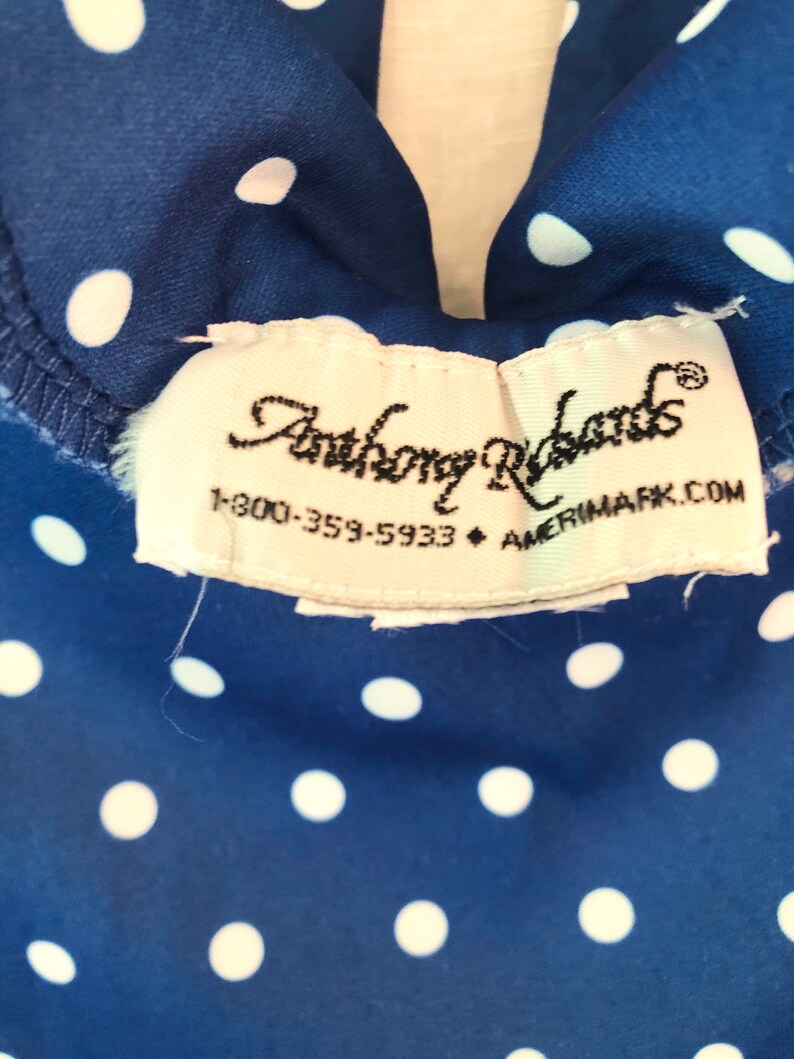 Anthony Richards®
1-800-359-5933 ♦ AMERIMARK.COM